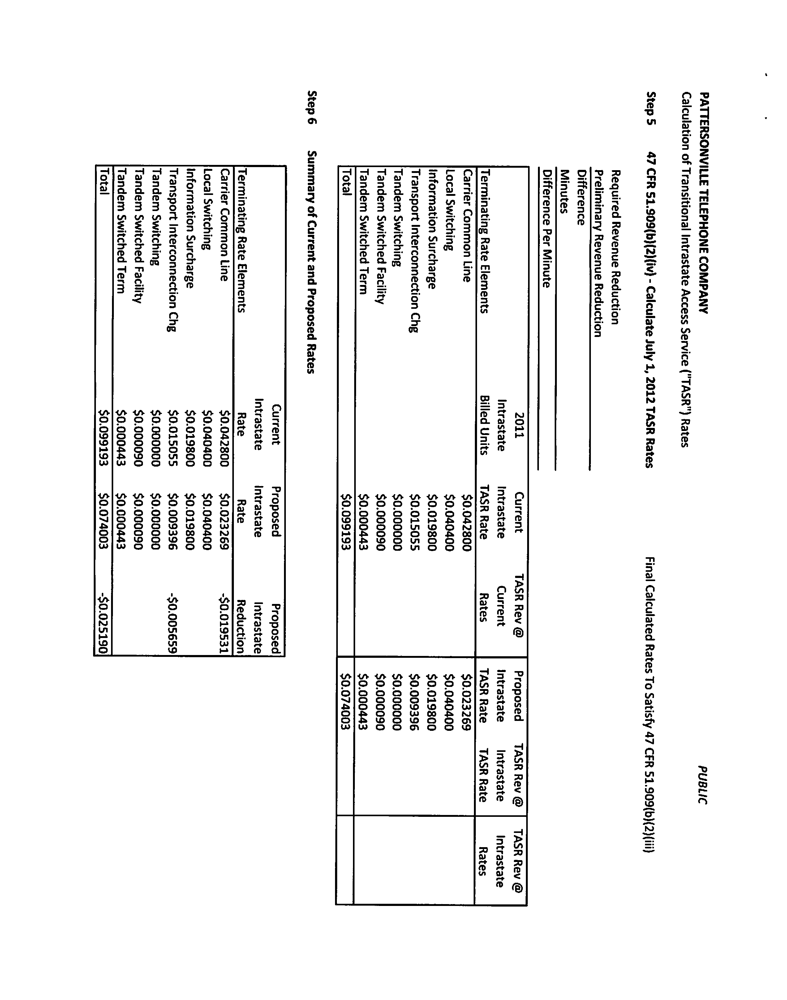 PATTERSONVILLE TELEPHONE COMPANY PUBLIC
Calculation of Transitional Intrastate Access Service ("TASR") Rates
Step 5 47 CFR 51.909(b)(2)(iv) - Calculate July 1, 2012 TASR Rates Final Calculated Rates To Satisfy 47 CFR 51.909(b)(2)(iii)
Required Revenue Reduction
Preliminary Revenue Reduction
Difference
Minutes
Difference Per Minute
2011 Current TASR Rev @ Proposed TASR Rev @ TASR Rev @
Intrastate Intrastate Current Intrastate Intrastate Intrastate
Terminating Rate Elements Billed Units TASR Rate Rates TASR Rate TASR Rate Rates
Carrier Common Line $0.042800 $0.023269
Local Switching $0.040400 $0.040400
Information Surcharge $0.019800 $0.019800
Transport Interconnection Chg $0.015055 $0.009396
Tandem Switching $0.000000 $0.000000
Tandem Switched Facility $0.000090 $0.000090
Tandem Switched Term $0.000443 $0.000443
Total $0.099193 $0.074003
Step 6 Summary of Current and Proposed Rates
Current Proposed Proposed
Intrastate Intrastate Intrastate
Terminating Rate Elements Rate Rate Reduction
Carrier Common Line $0.042800 $0.023269 -$0.019531
Local Switching $0.040400 $0.040400
Information Surcharge $0.019800 $0.019800
Transport Interconnection Chg $0.015055 $0.009396 -$0.005659
Tandem Switching $0.000000 $0.000000
Tandem Switched Facility $0.000090 $0.000090
Tandem Switched Term $0.000443 $0.000443
Total $0.099193 $0.074003 -$0.025190